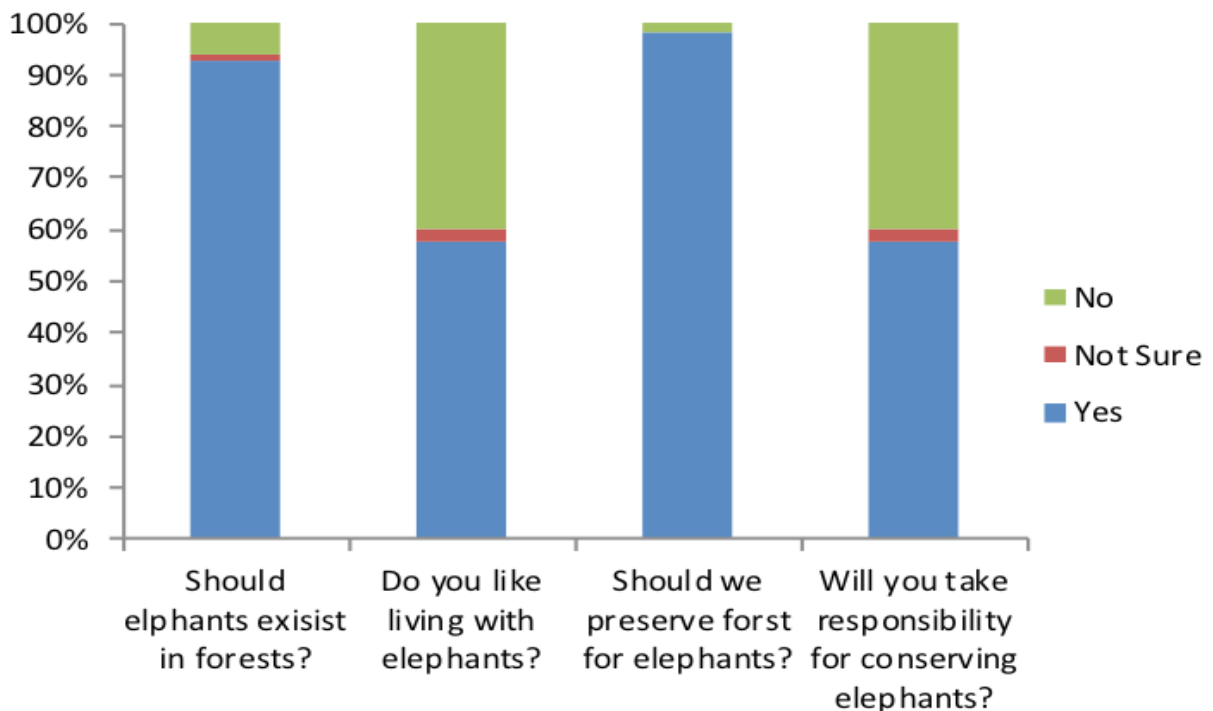 100%
90%
80%
70%
60%
50%
40%
30%
20%
10%
0%
No
Not Sure
Yes
Should
elphants exisist
in forests?
Do you like
living with
elephants?
Should we
preserve forst
for elephants?
Will you take
responsibility
for conserving
elephants?